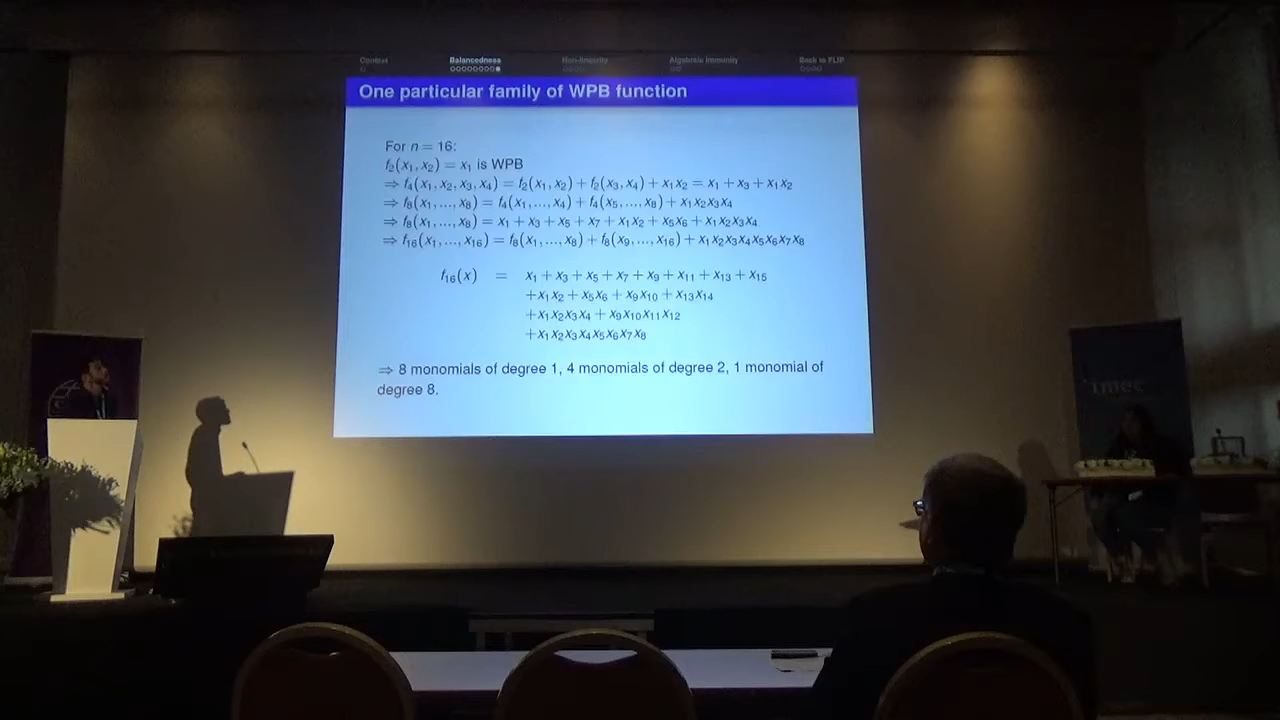 Context Balancedness Non-linearity Algebraic Immunity Back to FLIP
One particular family of WPB function
For n = 16:
f₂(x₁, x₂) = x₁ is WPB
⇒ f₄(x₁, x₂, x₃, x₄) = f₂(x₁, x₂) + f₂(x₃, x₄) + x₁x₂ = x₁ + x₃ + x₁x₂
⇒ f₈(x₁, ..., x₈) = f₄(x₁, ..., x₄) + f₄(x₅, ..., x₈) + x₁x₂x₃x₄
⇒ f₈(x₁, ..., x₈) = x₁ + x₃ + x₅ + x₇ + x₁x₂ + x₅x₆ + x₁x₂x₃x₄
⇒ f₁₆(x₁, ..., x₁₆) = f₈(x₁, ..., x₈) + f₈(x₉, ..., x₁₆) + x₁x₂x₃x₄x₅x₆x₇x₈
f₁₆(x) = x₁ + x₃ + x₅ + x₇ + x₉ + x₁₁ + x₁₃ + x₁₅
+x₁x₂ + x₅x₆ + x₉x₁₀ + x₁₃x₁₄
+x₁x₂x₃x₄ + x₉x₁₀x₁₁x₁₂
+x₁x₂x₃x₄x₅x₆x₇x₈
⇒ 8 monomials of degree 1, 4 monomials of degree 2, 1 monomial of
degree 8.
imec